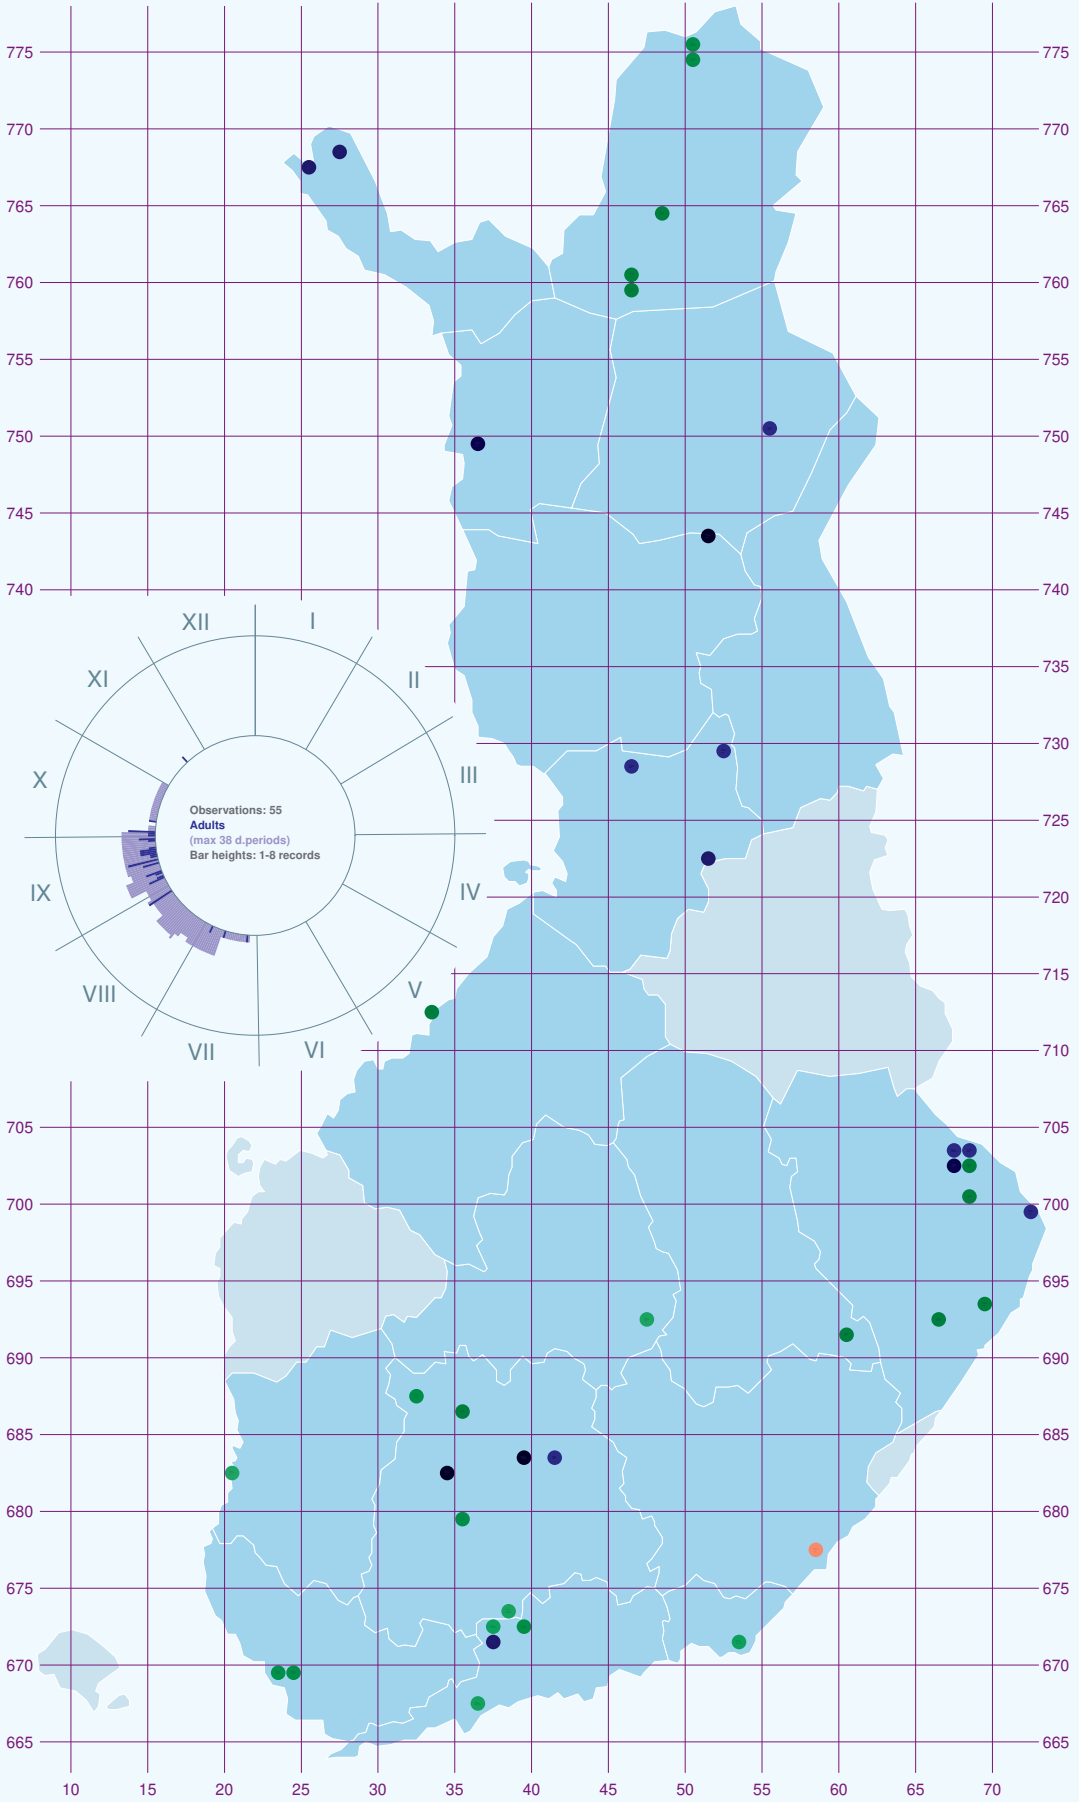 775 775
770 770
765 765
760 760
755 755
750 750
745 745
740 740
XII I
XI II
735
730
X III
Observations: 55
Adults
(max 38 d.periods)
Bar heights: 1-8 records
725
IX IV
720
VIII V
715
VII VI
710
705 705
700 700
695 695
690 690
685 685
680 680
675 675
670 670
665 665
10 15 20 25 30 35 40 45 50 55 60 65 70